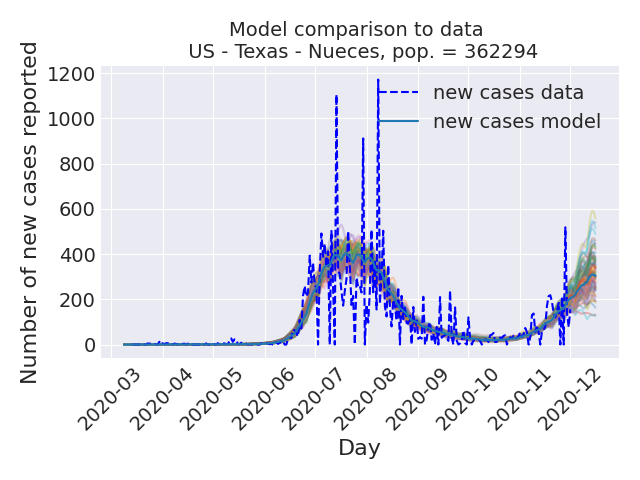 Model comparison to data
US - Texas - Nueces, pop. = 362294
Number of new cases reported
1200
1000
800
600
400
200
0
new cases data
new cases model
2020-03
2020-04
2020-05
2020-06
2020-07
2020-08
2020-09
2020-10
2020-11
2020-12
Day